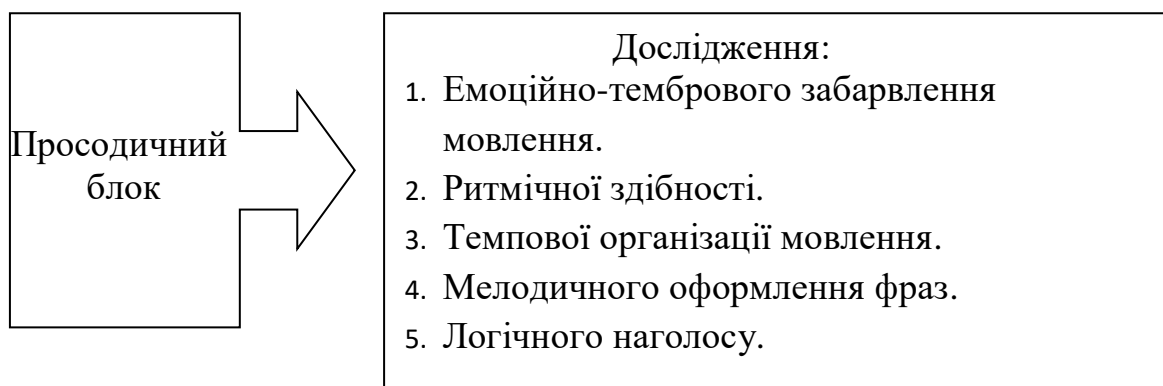 Просодичний
блок
Дослідження:
1. Емоційно-тембрового забарвлення
мовлення.
2. Ритмічної здібності.
3. Темпової організації мовлення.
4. Мелодичного оформлення фраз.
5. Логічного наголосу.